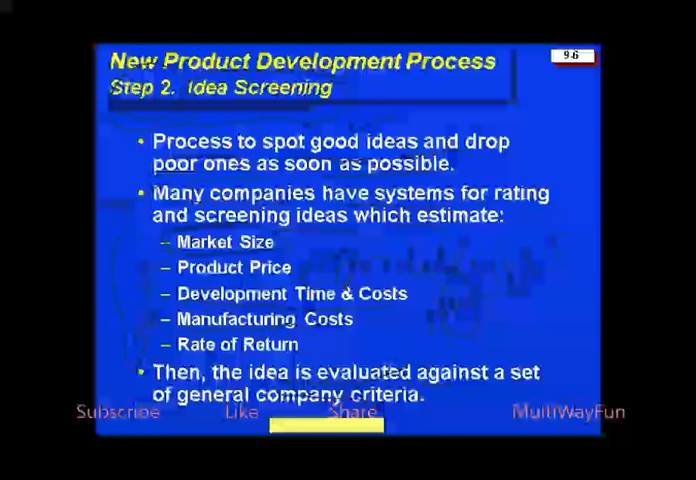 New Product Development Process
9-6
Step 2. Idea Screening
• Process to spot good ideas and drop
poor ones as soon as possible.
• Many companies have systems for rating
and screening ideas which estimate:
– Market Size
– Product Price
– Development Time & Costs
– Manufacturing Costs
– Rate of Return
• Then, the idea is evaluated against a set
of general company criteria.
Subscribe Like Share MultiWayFun